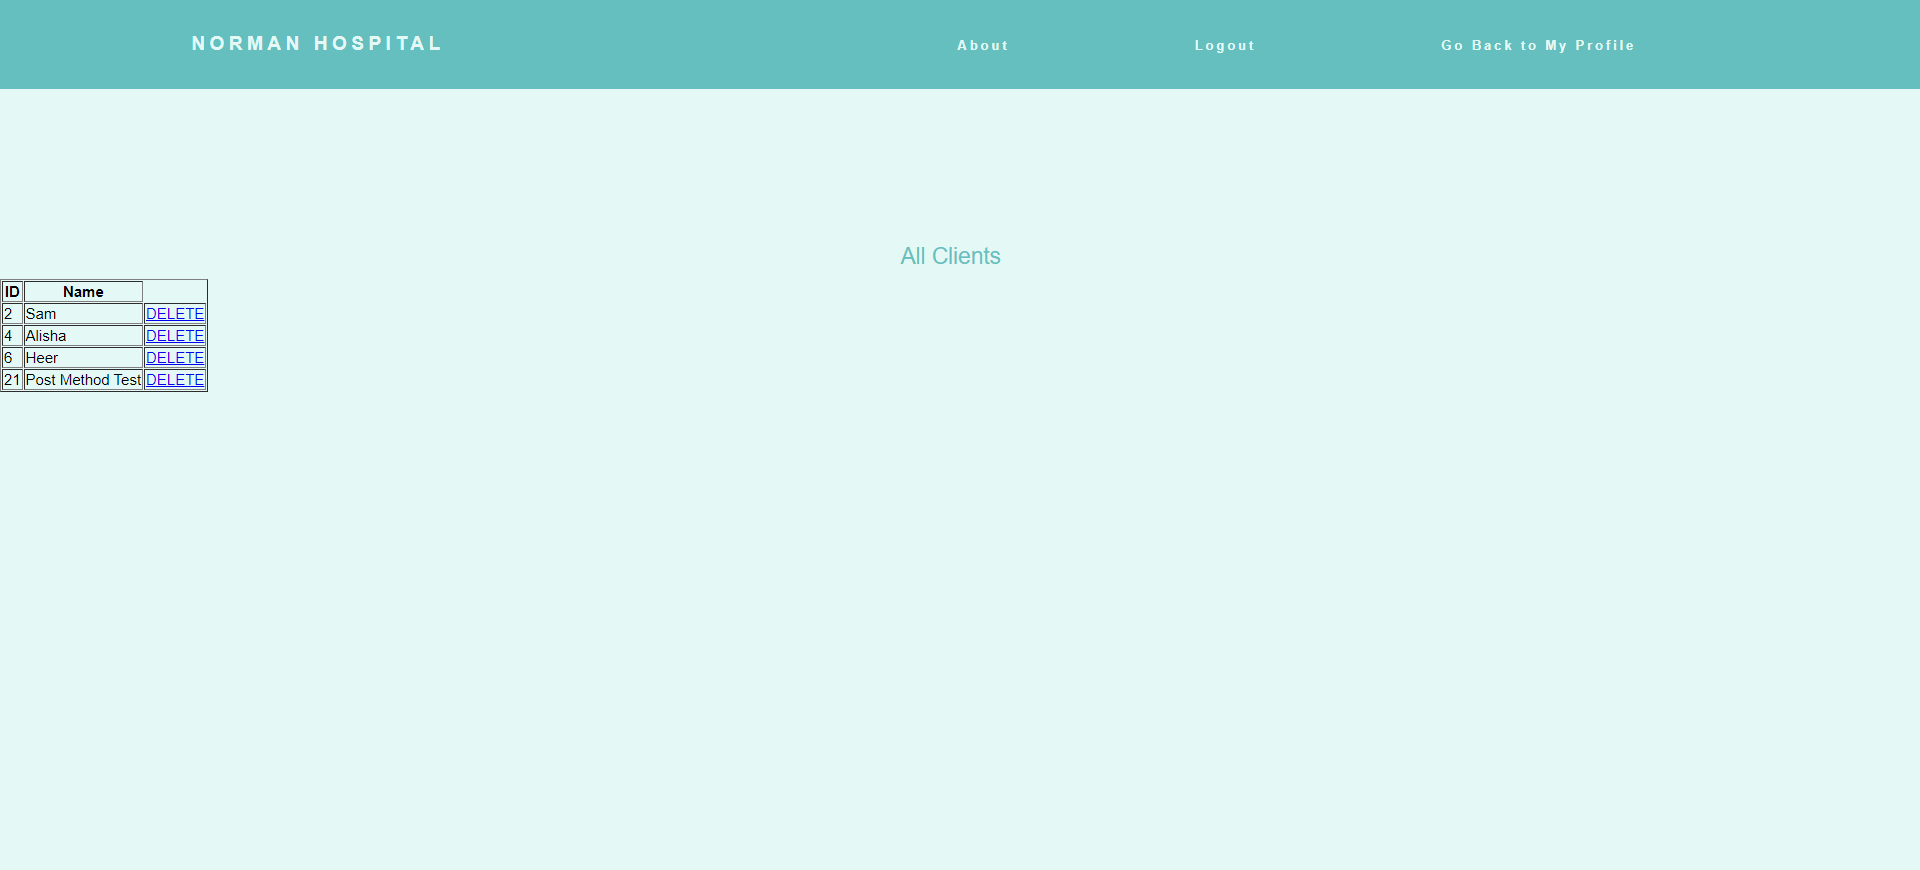 NORMAN HOSPITAL About Logout Go Back to My Profile
All Clients
ID Name
2 Sam DELETE
4 Alisha DELETE
6 Heer DELETE
21 Post Method Test DELETE